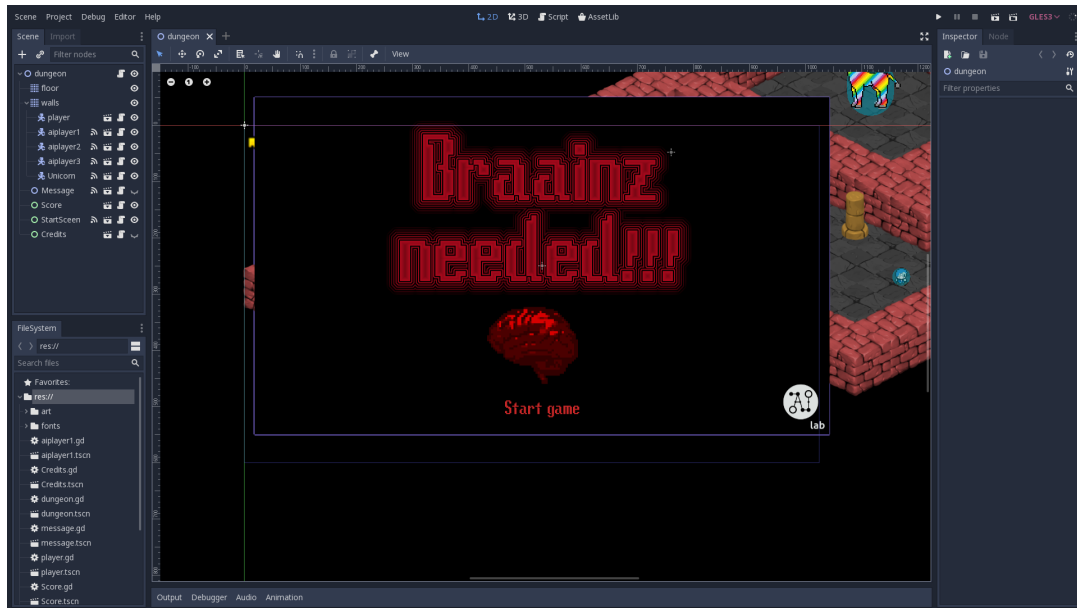 Scene Project Debug Editor Help
2D 3D Script AssetLib
GLES3
Scene Import
Filter nodes
dungeon
floor
walls
player
aiplayer1
aiplayer2
aiplayer3
Unicorn
Message
Score
StartSceen
Credits
FileSystem
res://
Search files
Favorites:
res://
art
fonts
aiplayer1.gd
aiplayer1.tscn
Credits.gd
Credits.tscn
dungeon.gd
dungeon.tscn
message.gd
message.tscn
player.gd
player.tscn
Score.gd
Score.tscn
dungeon
View
Braainz
needed!!!
Start game
AI
lab
Output Debugger Audio Animation
Inspector Node
dungeon
Filter properties